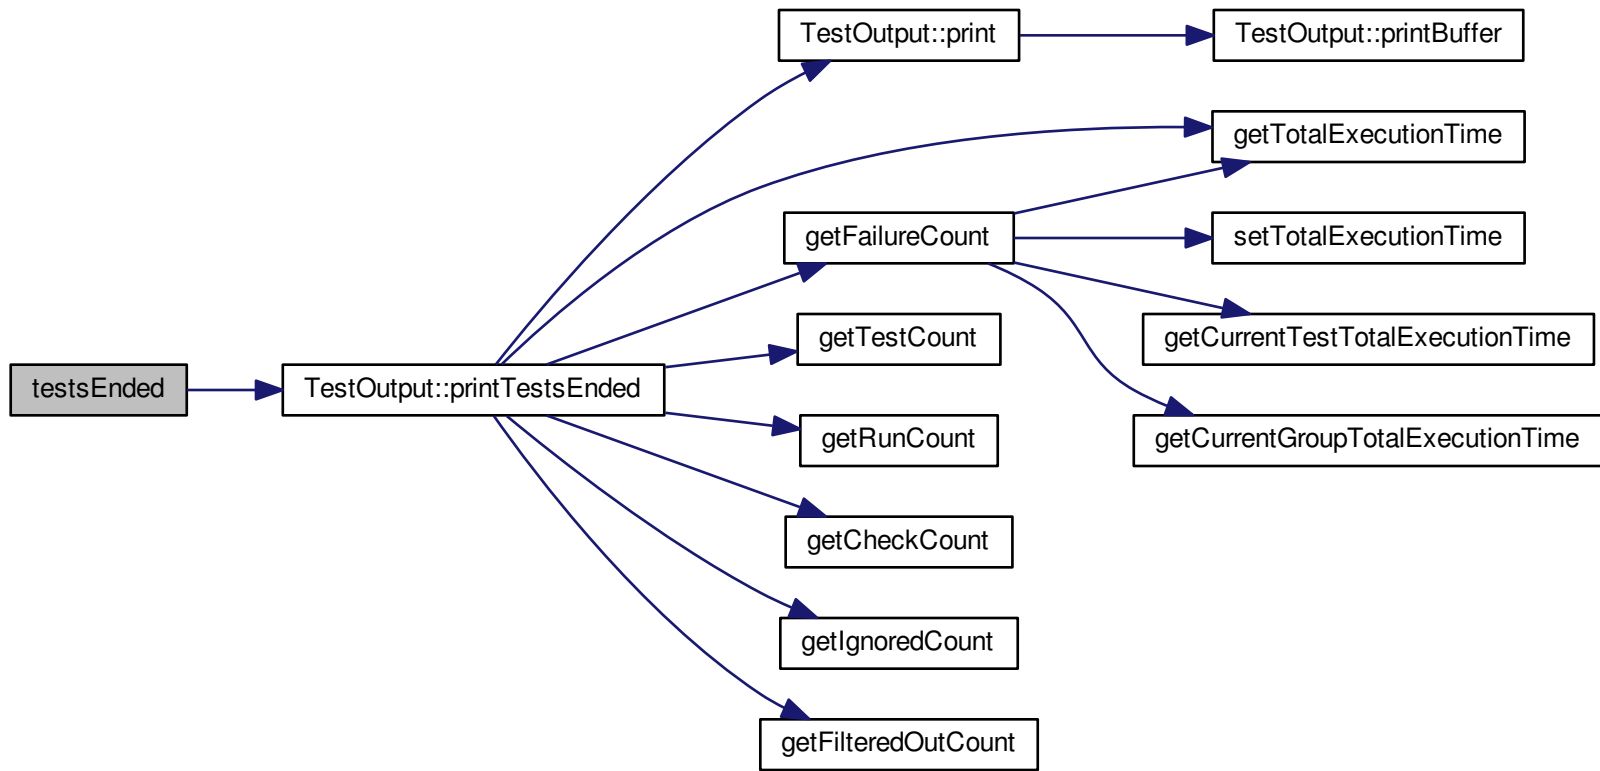 TestOutput::print
TestOutput::printBuffer
getTotalExecutionTime
getFailureCount
setTotalExecutionTime
getTestCount
getCurrentTestTotalExecutionTime
testsEnded
TestOutput::printTestsEnded
getRunCount
getCurrentGroupTotalExecutionTime
getCheckCount
getIgnoredCount
getFilteredOutCount